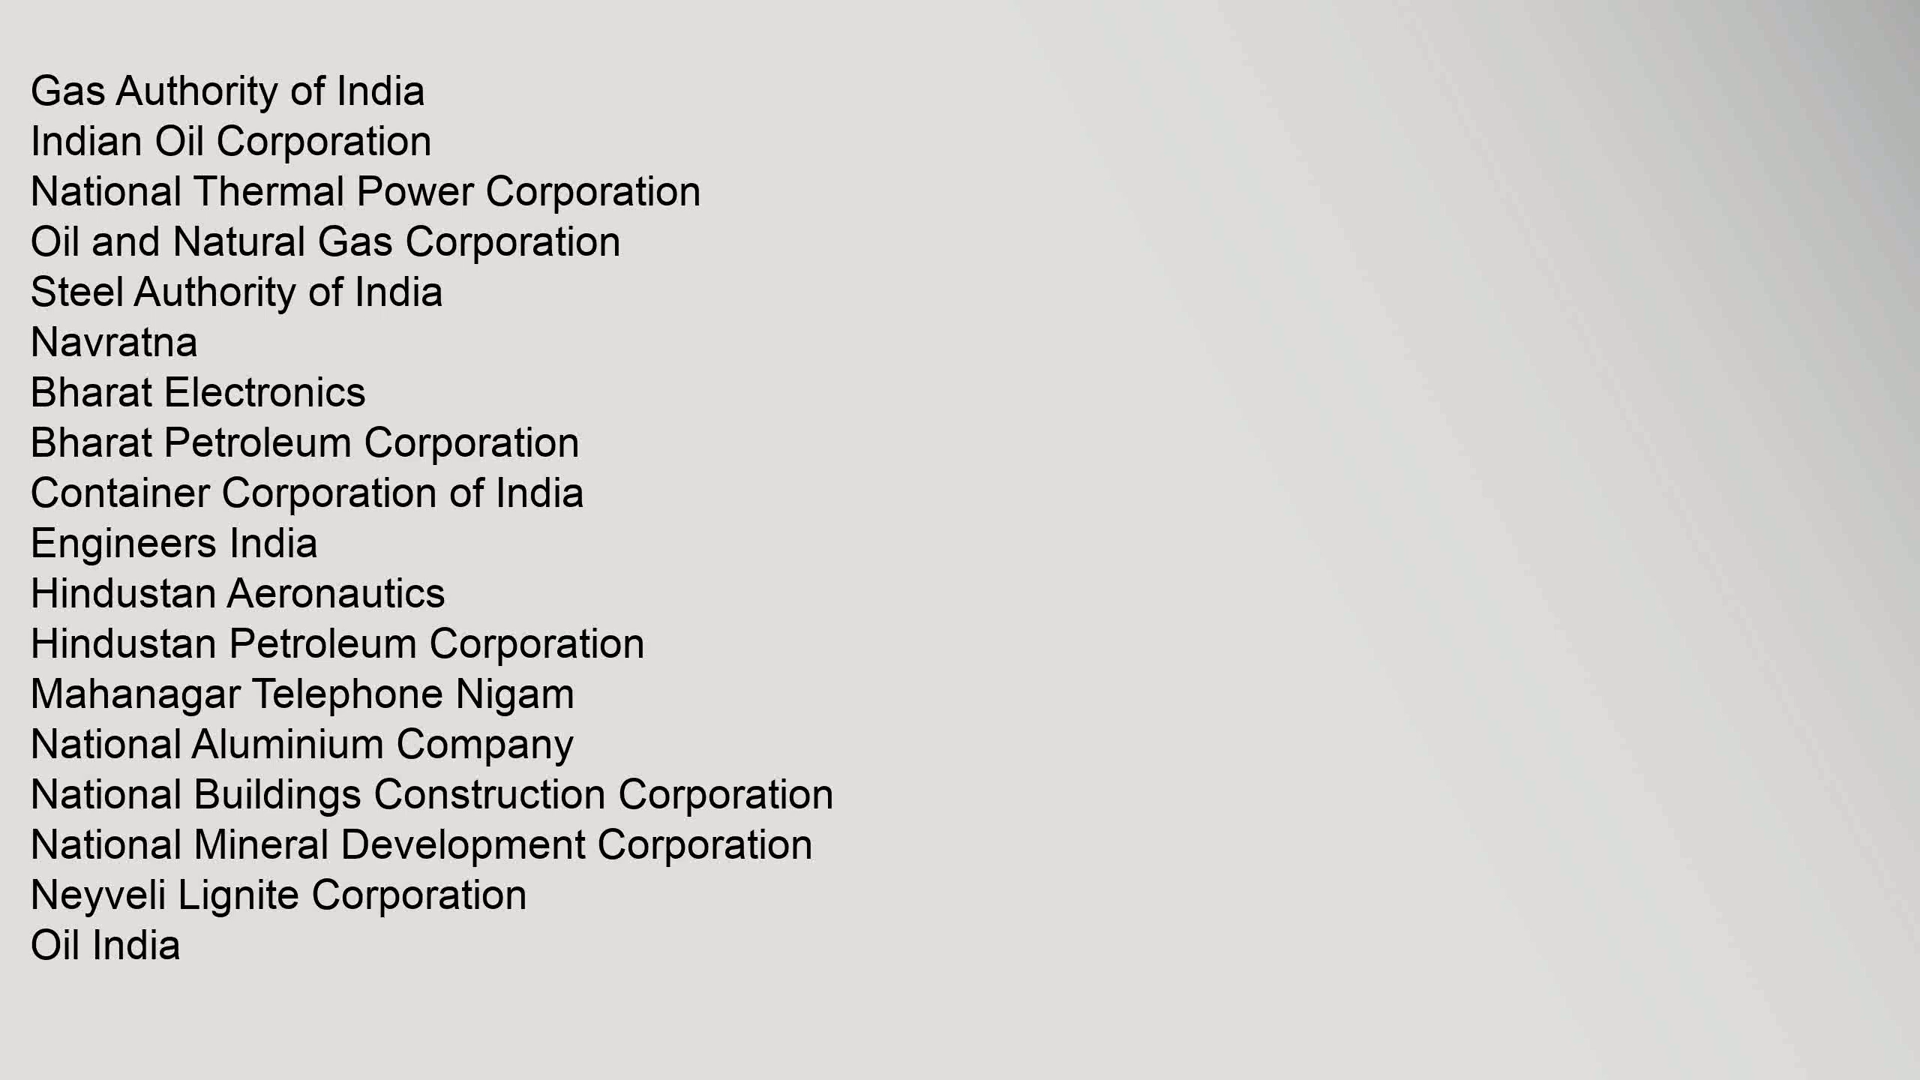 Gas Authority of India
Indian Oil Corporation
National Thermal Power Corporation
Oil and Natural Gas Corporation
Steel Authority of India
Navratna
Bharat Electronics
Bharat Petroleum Corporation
Container Corporation of India
Engineers India
Hindustan Aeronautics
Hindustan Petroleum Corporation
Mahanagar Telephone Nigam
National Aluminium Company
National Buildings Construction Corporation
National Mineral Development Corporation
Neyveli Lignite Corporation
Oil India